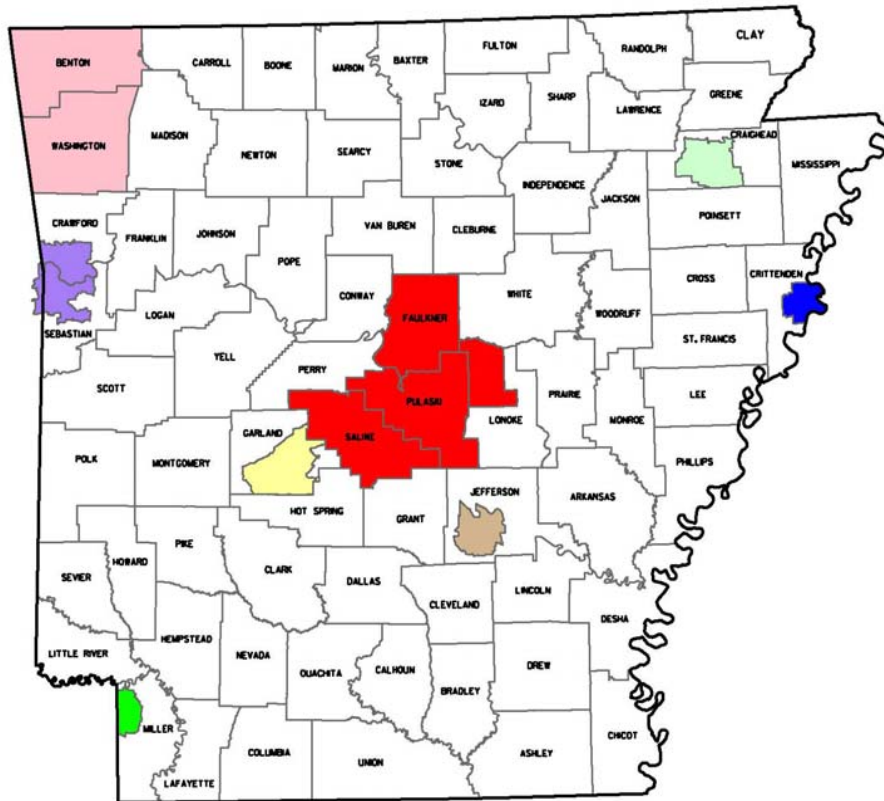 CLAY
RANDOLPH
FULTON
BAXTER
MARION
BOONE
CARROLL
BENTON
GREENE
LAWRENCE
SHARP
IZARD
CRAIGHEAD
MADISON
WASHINGTON
NEWTON
SEARCY
STONE
MISSISSIPPI
INDEPENDENCE
JACKSON
POINSETT
CRAWFORD
FRANKLIN
JOHNSON
VAN BUREN
CLEBURNE
POPE
CROSS
CRITTENDEN
CONWAY
WHITE
LOGAN
WOODRUFF
FAULKNER
SEBASTIAN
ST. FRANCIS
YELL
PERRY
SCOTT
PULASKI
PRAIRIE
LEE
LONOKE
MONROE
GARLAND
SALINE
POLK
MONTGOMERY
PHILLIPS
JEFFERSON
ARKANSAS
HOT SPRING
GRANT
PIKE
HOWARD
CLARK
SEVIER
DALLAS
LINCOLN
CLEVELAND
DESHA
HEMPSTEAD
LITTLE RIVER
NEVADA
OUACHITA
CALHOUN
DREW
BRADLEY
MILLER
CHICOT
COLUMBIA
UNION
ASHLEY
LAFAYETTE